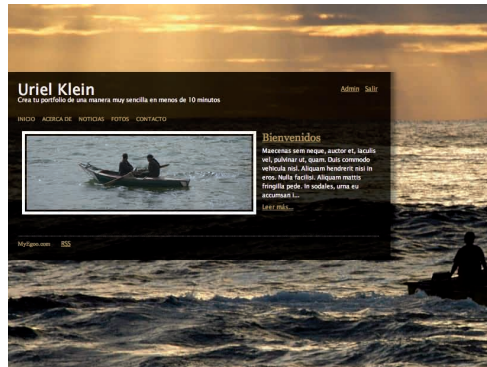 Uriel Klein
Crea tu portfolio de una manera muy sencilla en menos de 10 minutos
Admin Salir
INICIO ACERCA DE NOTICIAS FOTOS CONTACTO
Bienvenidos
Maecenas sem neque, auctor et, iaculis
vel, pulvinar ut, quam. Duis commodo
vehicula nisl. Aliquam hendrerit nisi in
eros. Nulla facilisi. Aliquam mattis
fringilla pede. In sodales, urna eu
accumsan i...
Leer más...
MyEgoo.com RSS